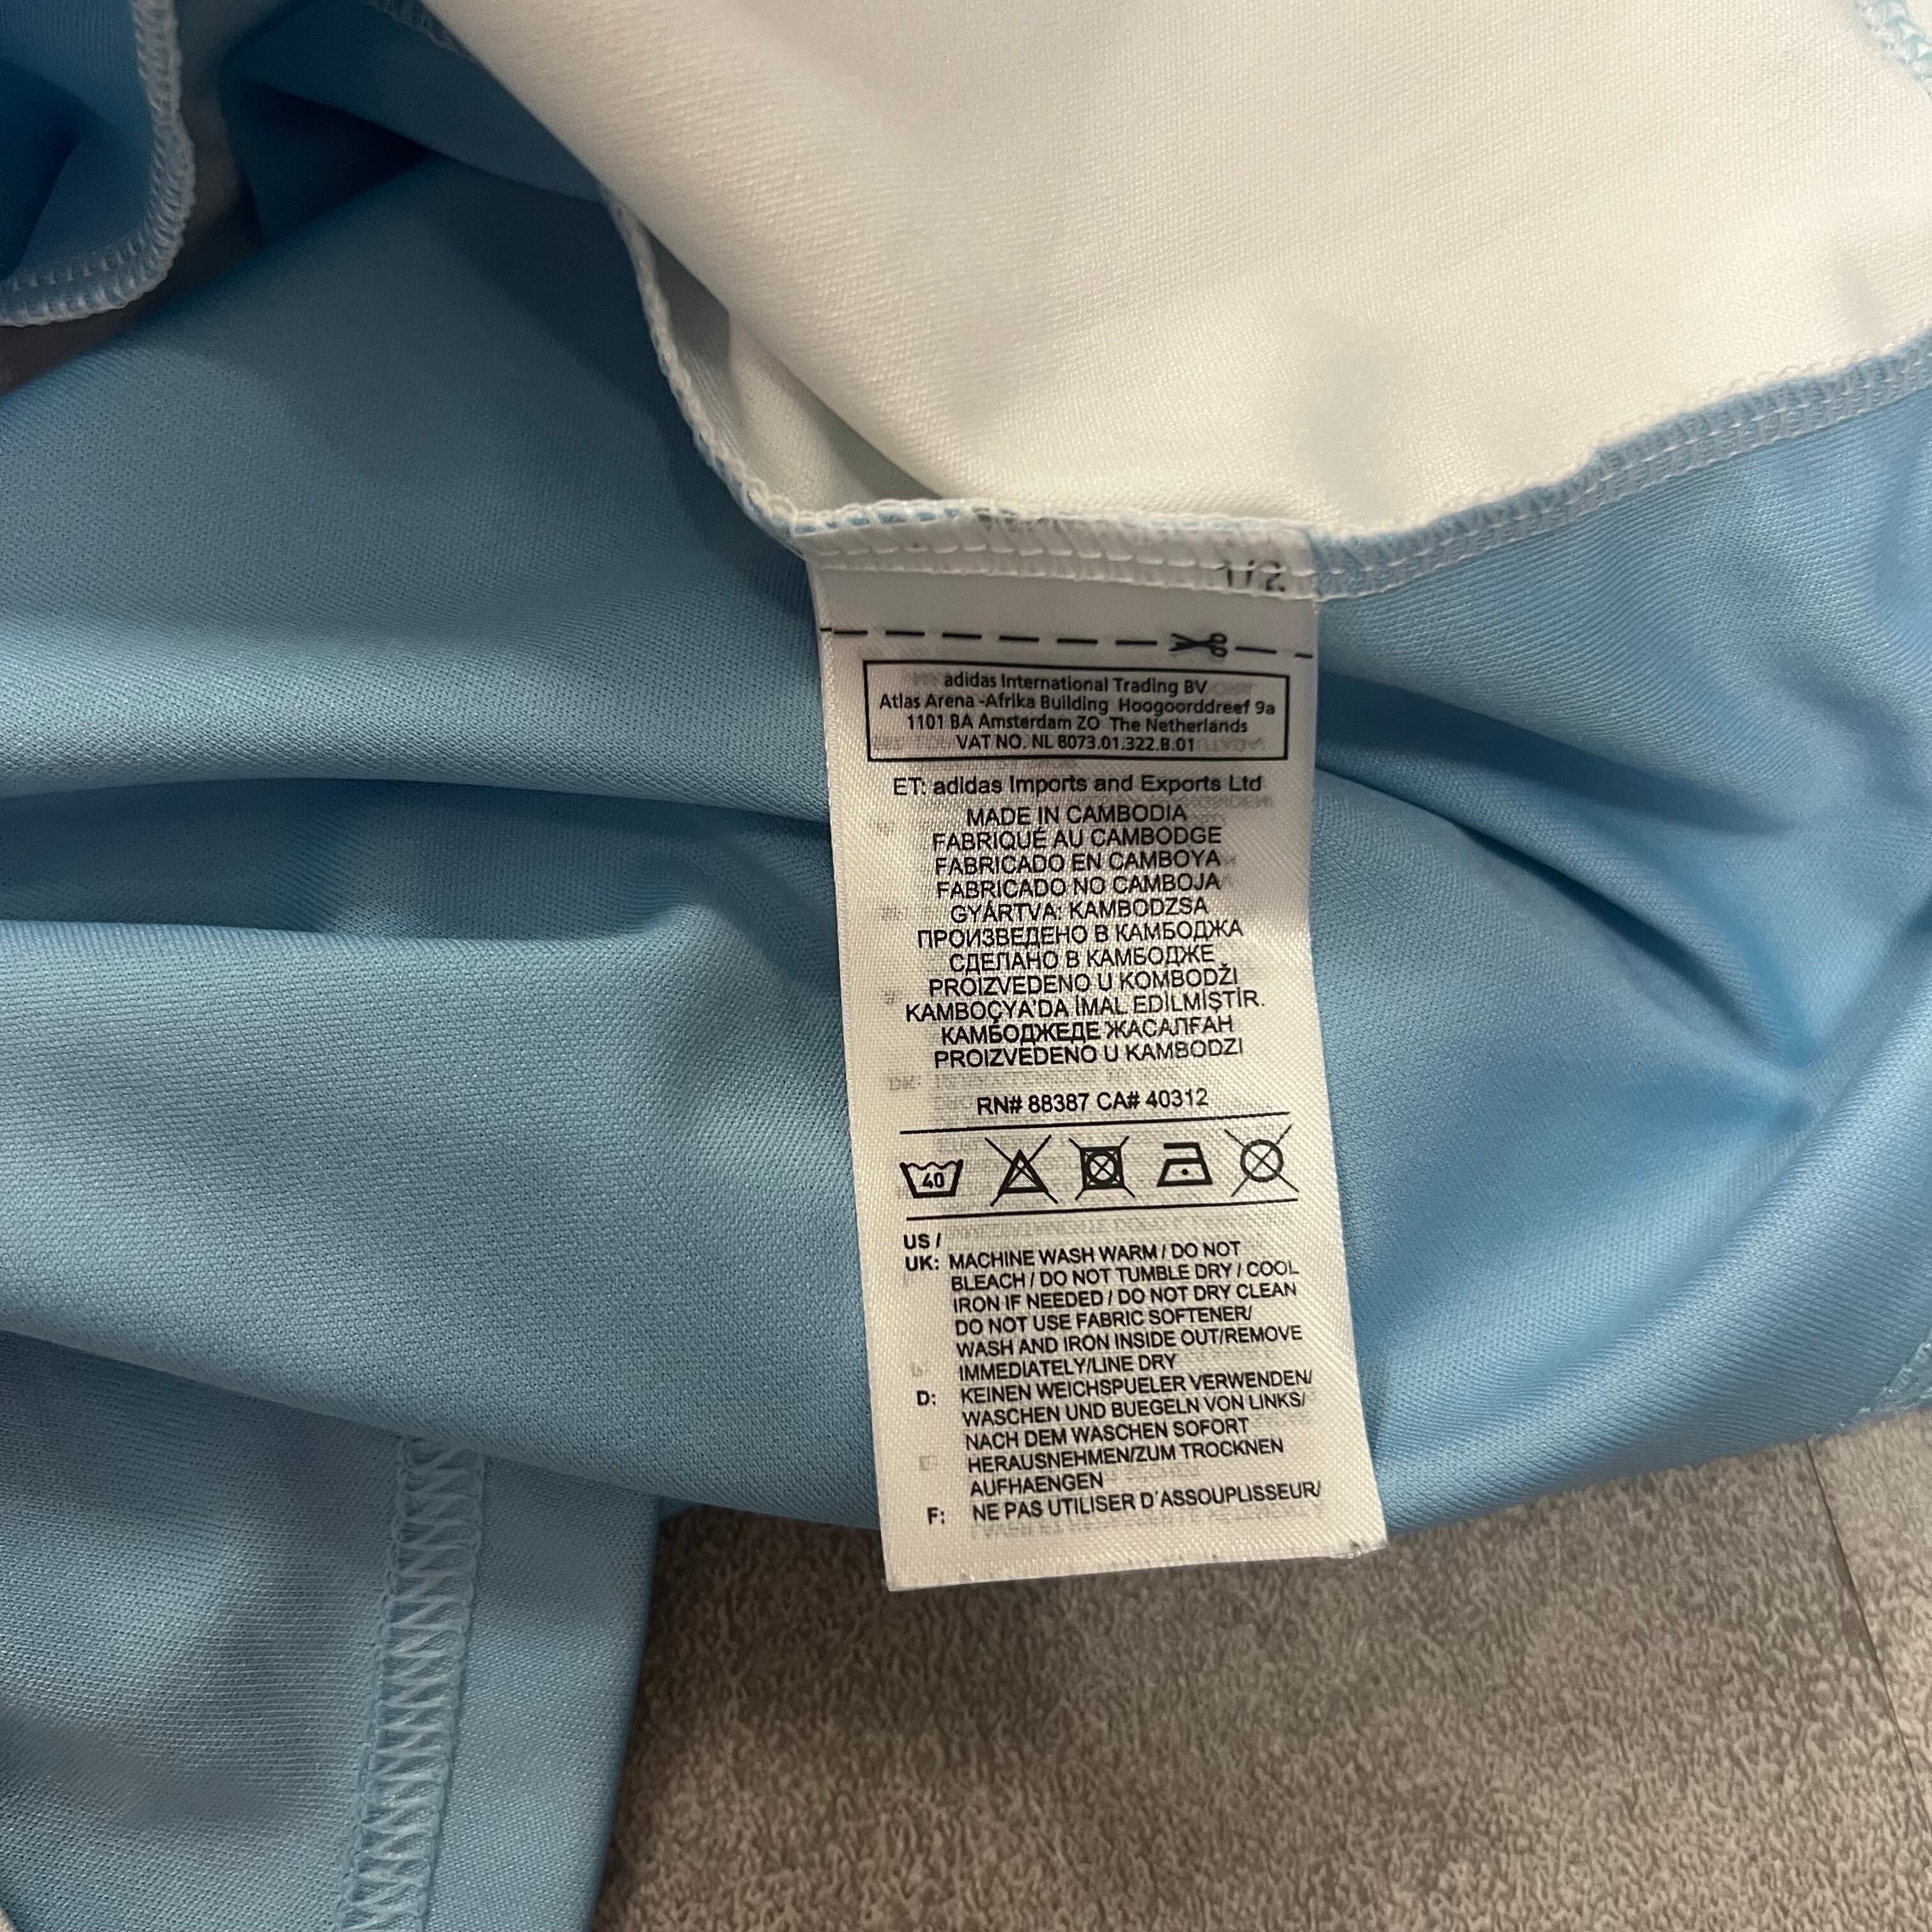 1/2
adidas International Trading BV
Atlas Arena -Afrika Building Hoogoorddreef 9a
1101 BA Amsterdam ZO The Netherlands
VAT NO. NL 8073.01.322.B.01
ET: adidas Imports and Exports Ltd
MADE IN CAMBODIA
FABRIQUÉ AU CAMBODGE
FABRICADO EN CAMBOYA
FABRICADO NO CAMBOJA
GYÁRTVA: KAMBODZSA
ПРОИЗВЕДЕНО В КАМБОДЖА
СДЕЛАНО В КАМБОДЖЕ
PROIZVEDENO U KOMBODŽI
KAMBOÇYA'DA İMAL EDİLMİŞTİR.
КАМБОДЖЕДЕ ЖАСАЛҒАН
PROIZVEDENO U KAMBODZI
RN# 88387 CA# 40312
40
US /
UK: MACHINE WASH WARM / DO NOT
BLEACH / DO NOT TUMBLE DRY / COOL
IRON IF NEEDED / DO NOT DRY CLEAN
DO NOT USE FABRIC SOFTENER/
WASH AND IRON INSIDE OUT/REMOVE
IMMEDIATELY/LINE DRY
D: KEINEN WEICHSPUELER VERWENDEN/
WASCHEN UND BUEGELN VON LINKS/
NACH DEM WASCHEN SOFORT
HERAUSNEHMEN/ZUM TROCKNEN
AUFHAENGEN
F: NE PAS UTILISER D'ASSOUPLISSEUR/